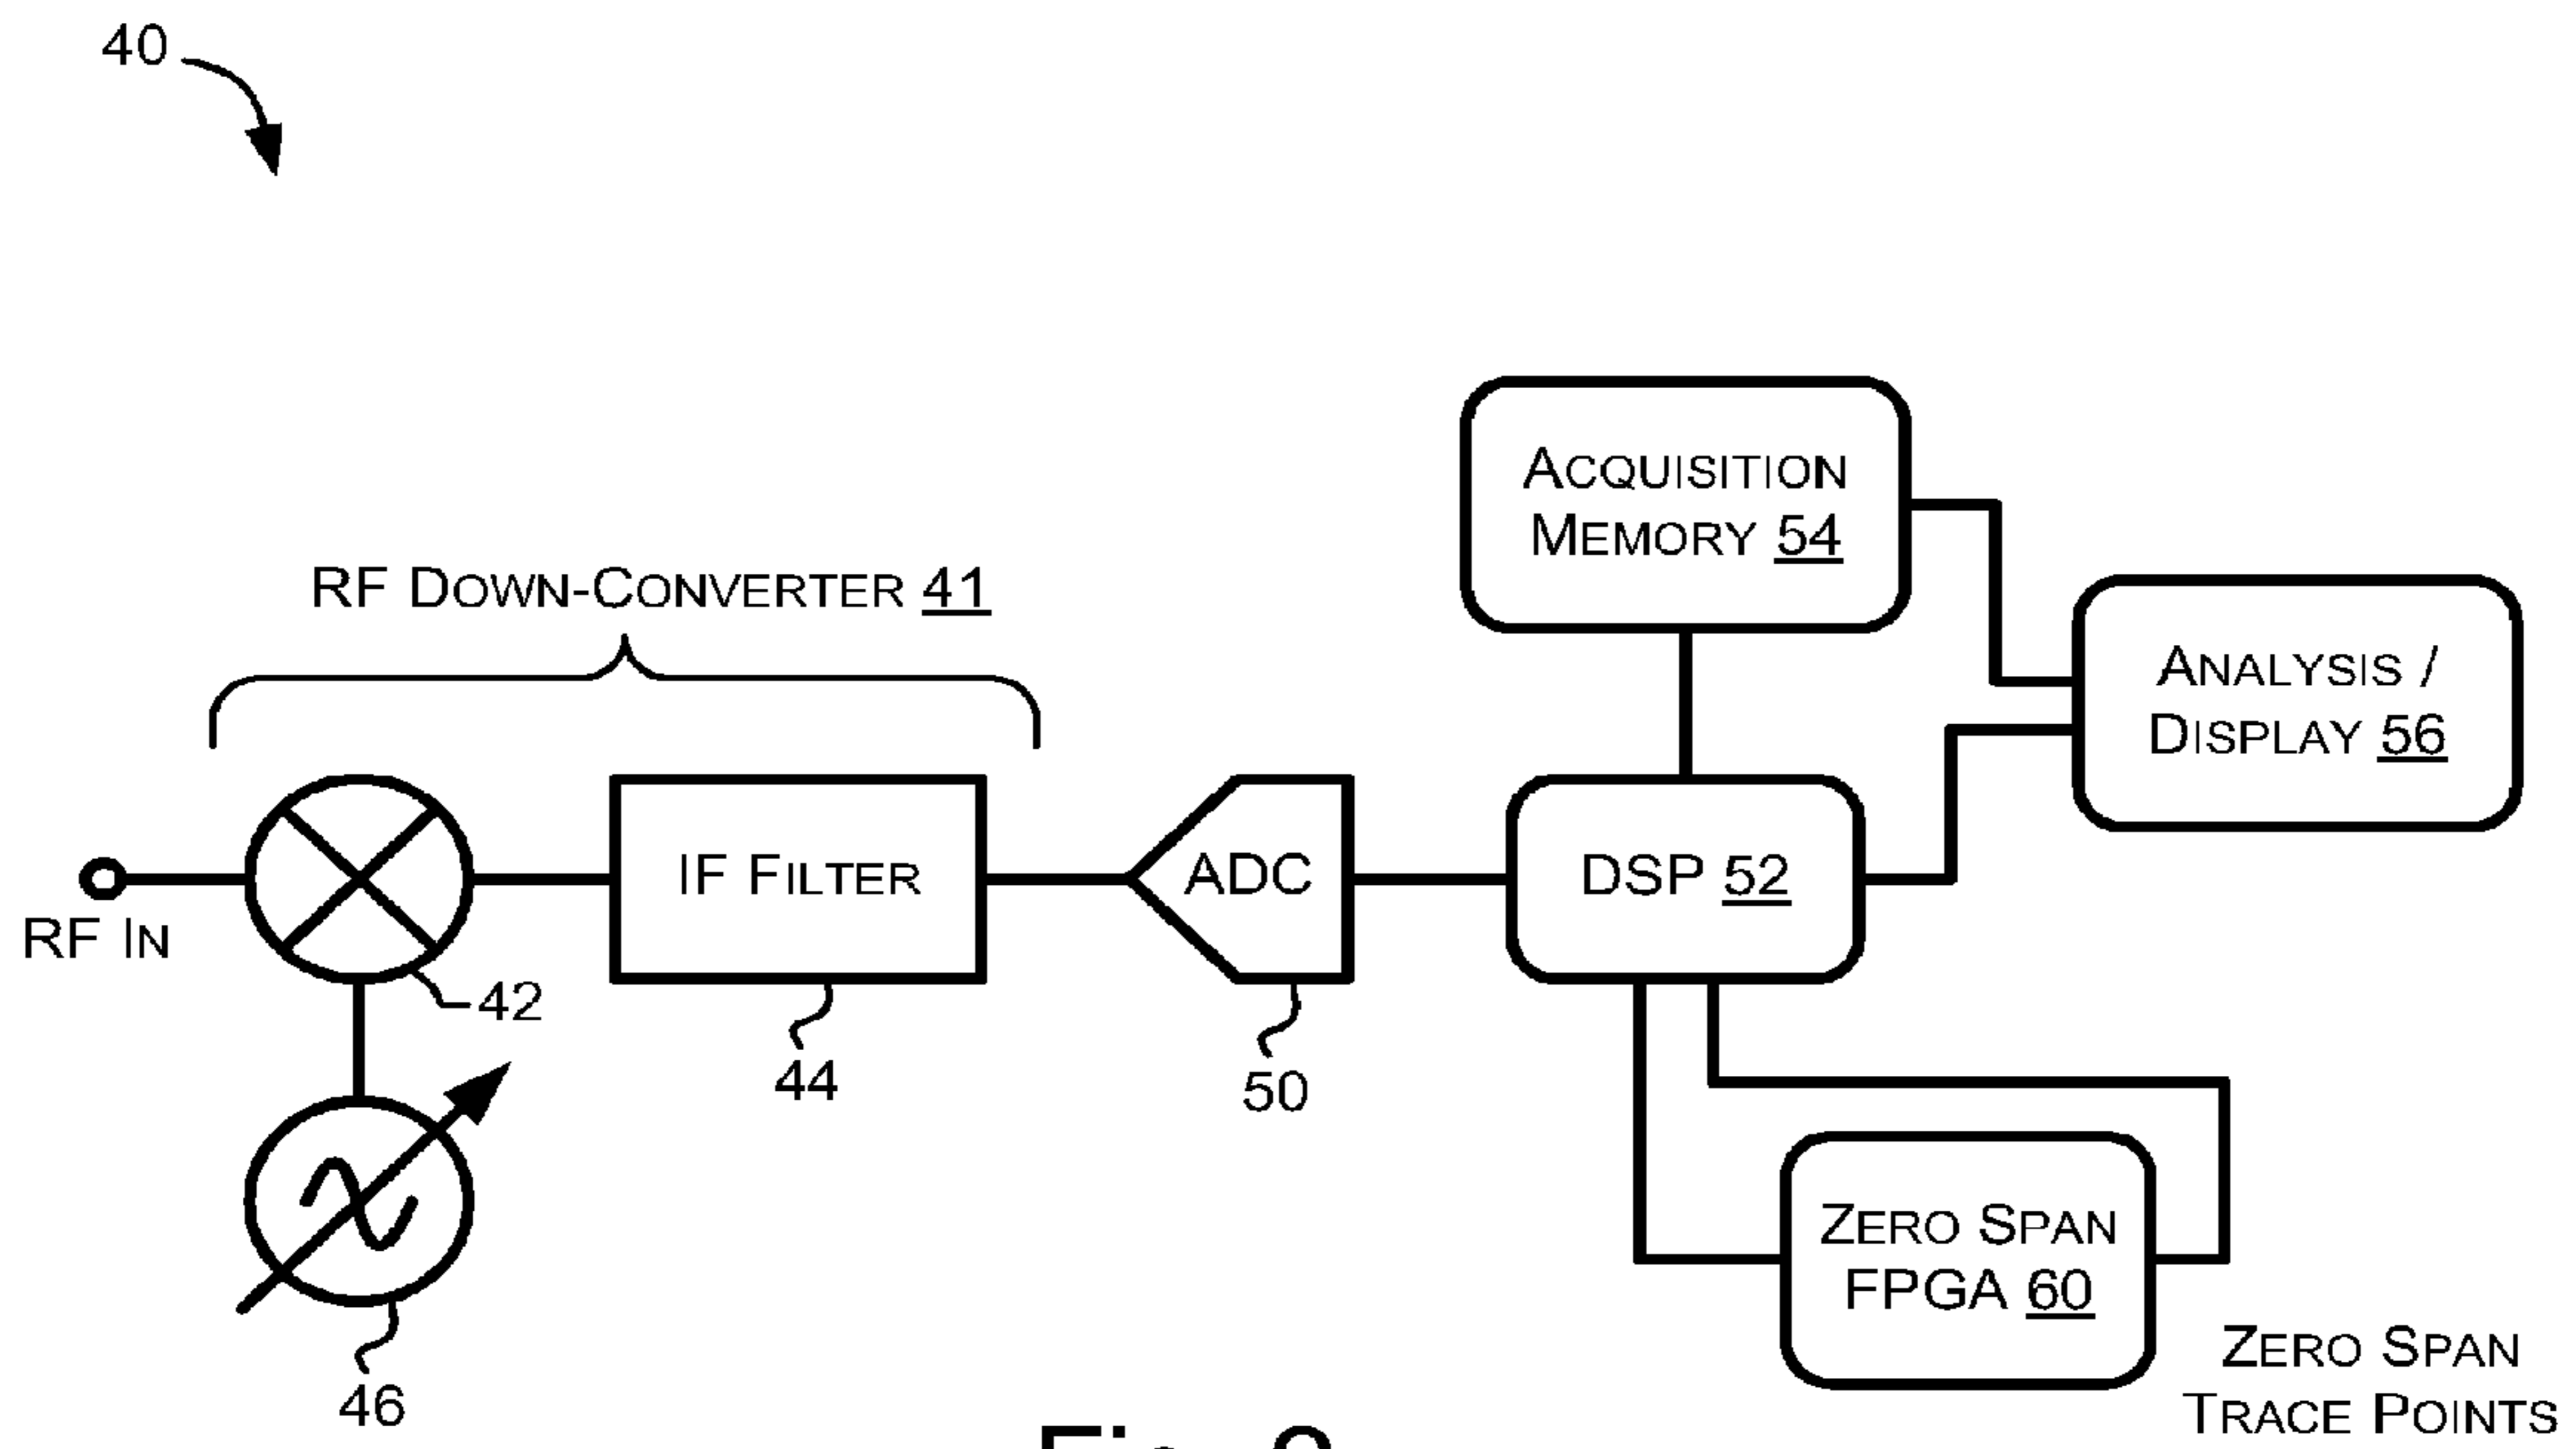 40
RF DOWN-CONVERTER 41
RF IN
42
46
IF FILTER
44
ADC
50
ACQUISITION
MEMORY 54
ANALYSIS /
DISPLAY 56
DSP 52
ZERO SPAN
FPGA 60
ZERO SPAN
TRACE POINTS